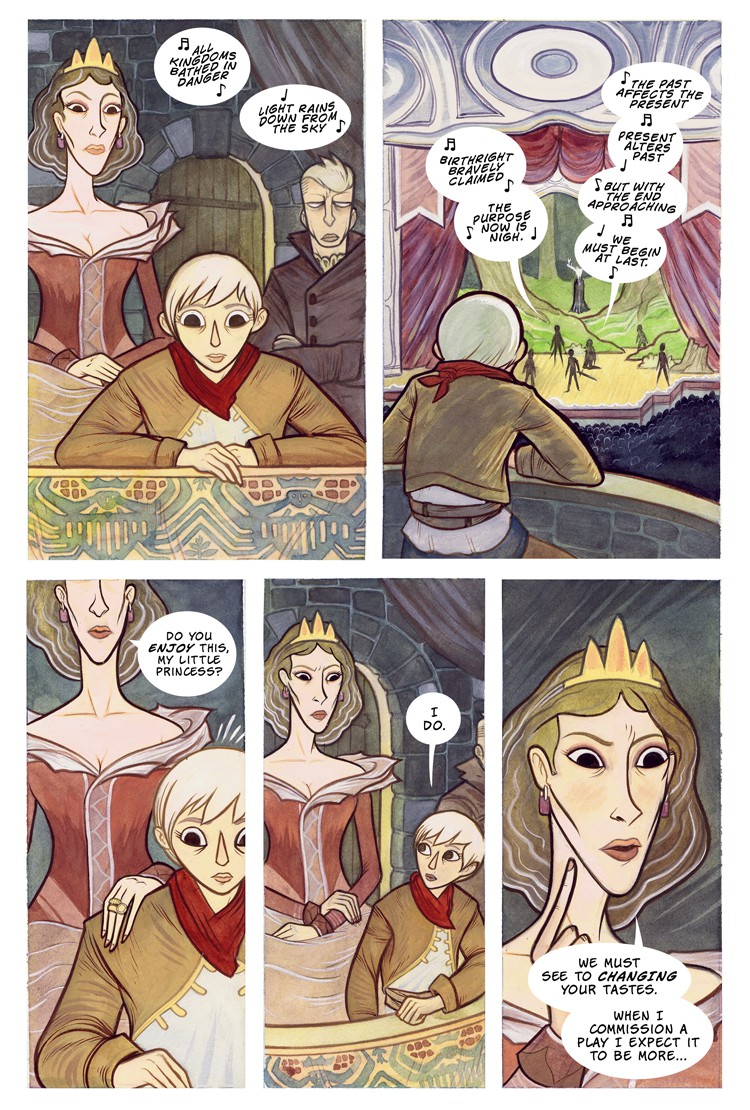 ♬ ALL
KINGDOMS
BATHED IN
DANGER ♪
♩
LIGHT RAINS
DOWN FROM
THE SKY ♪
♬
BIRTHRIGHT
BRAVELY
CLAIMED ♪
THE
PURPOSE
♪ NOW IS ♩
NIGH.
♪ THE PAST
AFFECTS THE
PRESENT
♬
PRESENT
ALTERS
♩ PAST
♪ BUT WITH
THE END
APPROACHING
♬
♩ WE
MUST BEGIN
AT LAST.
♪
DO YOU
ENJOY THIS,
MY LITTLE
PRINCESS?
I
DO.
WE MUST
SEE TO CHANGING
YOUR TASTES.
WHEN I
COMMISSION A
PLAY I EXPECT IT
TO BE MORE...